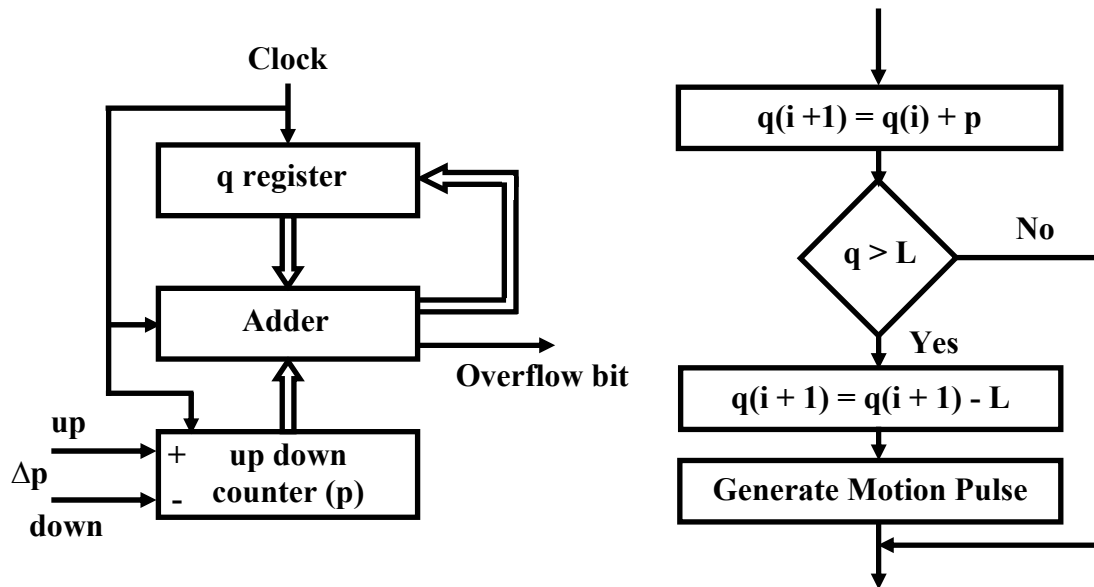 Clock
q register
Adder
Overflow bit
up
Δp
down
+
-
up down
counter (p)
q(i +1) = q(i) + p
q > L
No
Yes
q(i + 1) = q(i + 1) - L
Generate Motion Pulse